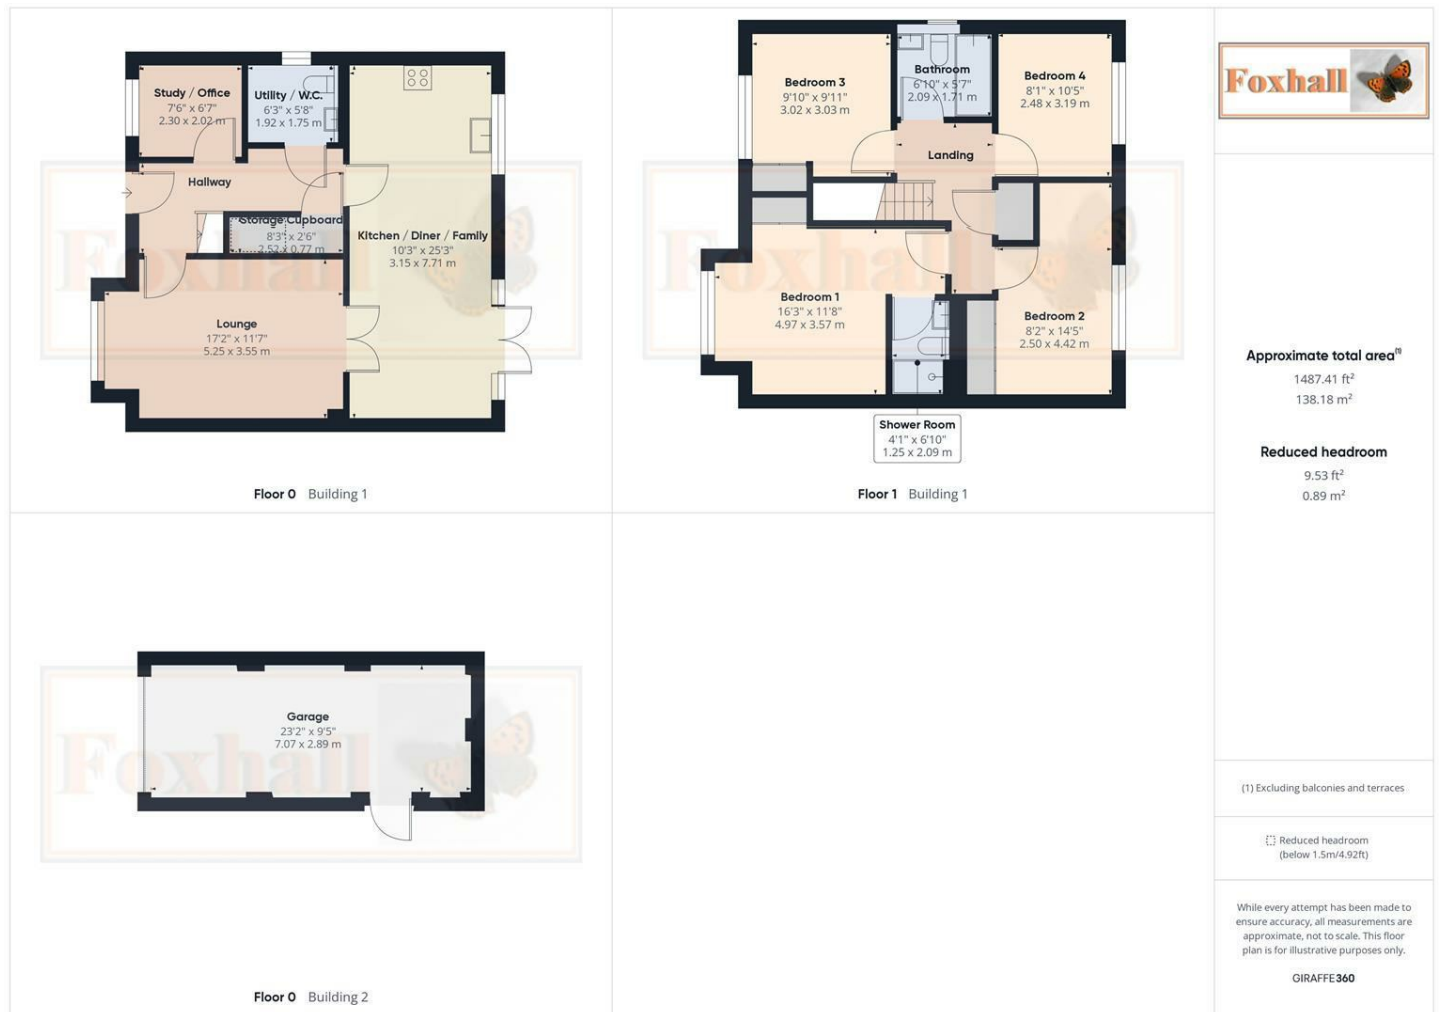 Study / Office
7'6" x 6'7"
2.30 x 2.02 m
Utility / W.C.
6'3" x 5'8"
1.92 x 1.75 m
Hallway
Storage Cupboard
8'3" x 2'6"
2.52 x 0.77 m
Kitchen / Diner / Family
10'3" x 25'3"
3.15 x 7.71 m
Lounge
17'2" x 11'7"
5.25 x 3.55 m
Foxhall
Floor 0 Building 1
Bedroom 3
9'10" x 9'11"
3.02 x 3.03 m
Bathroom
6'10" x 5'7"
2.09 x 1.71 m
Bedroom 4
8'1" x 10'5"
2.48 x 3.19 m
Landing
Bedroom 1
16'3" x 11'8"
4.97 x 3.57 m
Bedroom 2
8'2" x 14'5"
2.50 x 4.42 m
Shower Room
4'1" x 6'10"
1.25 x 2.09 m
Foxhall
Floor 1 Building 1
Garage
23'2" x 9'5"
7.07 x 2.89 m
Foxhall
Floor 0 Building 2
Foxhall
Approximate total area⁽¹⁾
1487.41 ft²
138.18 m²
Reduced headroom
9.53 ft²
0.89 m²
(1) Excluding balconies and terraces
Reduced headroom
(below 1.5m/4.92ft)
While every attempt has been made to
ensure accuracy, all measurements are
approximate, not to scale. This floor
plan is for illustrative purposes only.
GIRAFFE360